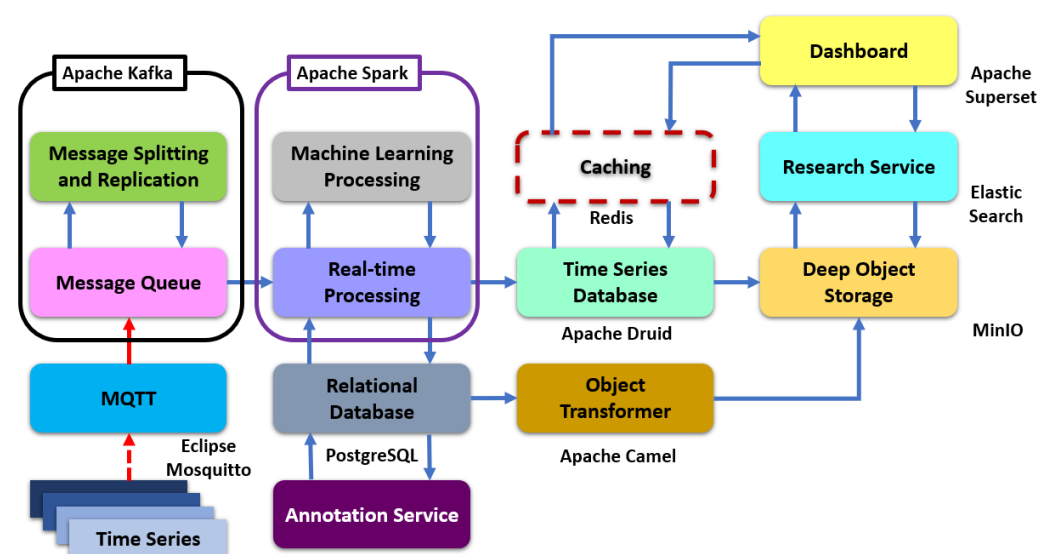 Apache Kafka
Message Splitting
and Replication
Message Queue
MQTT
Eclipse
Mosquitto
Time Series
Apache Spark
Machine Learning
Processing
Real-time
Processing
Relational
Database
PostgreSQL
Annotation Service
Caching
Redis
Time Series
Database
Apache Druid
Object
Transformer
Apache Camel
Dashboard
Apache
Superset
Research Service
Elastic
Search
Deep Object
Storage
MinIO